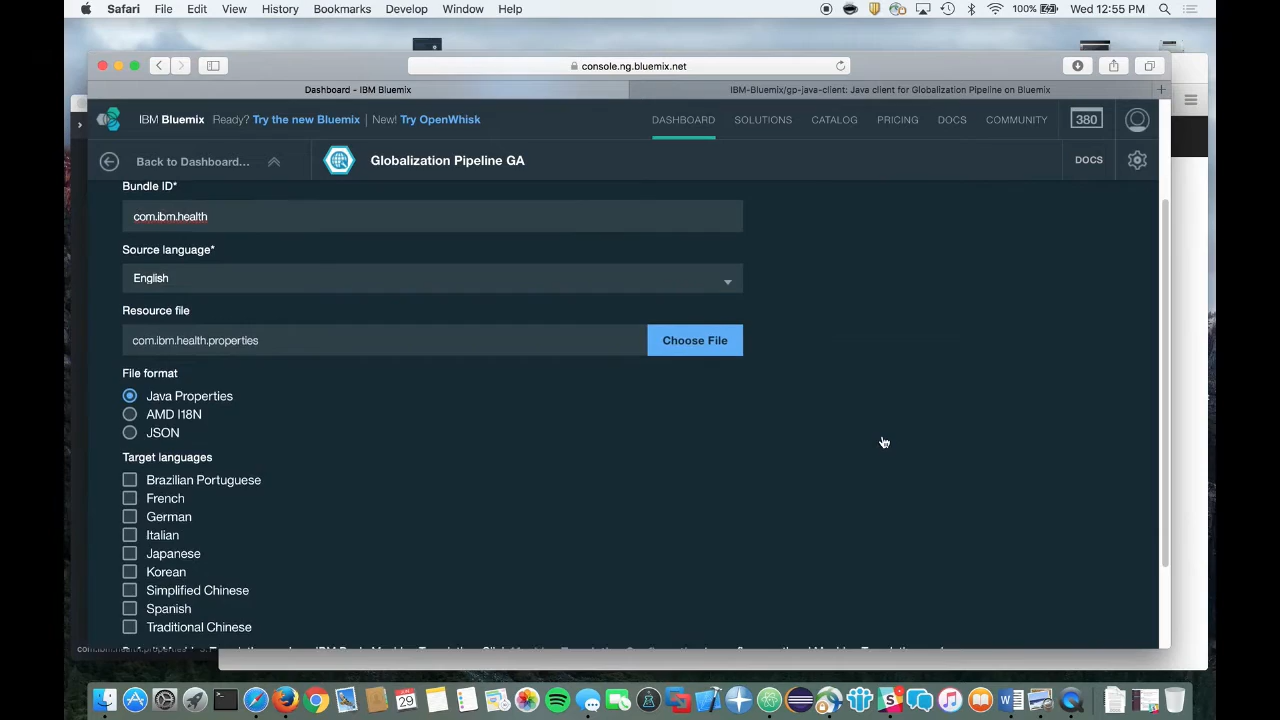 Safari File Edit View History Bookmarks Develop Window Help 100% Wed 12:55 PM
console.ng.bluemix.net
Dashboard - IBM Bluemix IBM-Bluemix/gp-java-client: Java client for Globalization Pipeline on Bluemix
IBM Bluemix Ready? Try the new Bluemix | New! Try OpenWhisk DASHBOARD SOLUTIONS CATALOG PRICING DOCS COMMUNITY 380
Back to Dashboard... Globalization Pipeline GA DOCS
Bundle ID*
com.ibm.health
Source language*
English
Resource file
com.ibm.health.properties Choose File
File format
Java Properties
AMD I18N
JSON
Target languages
Brazilian Portuguese
French
German
Italian
Japanese
Korean
Simplified Chinese
Spanish
Traditional Chinese